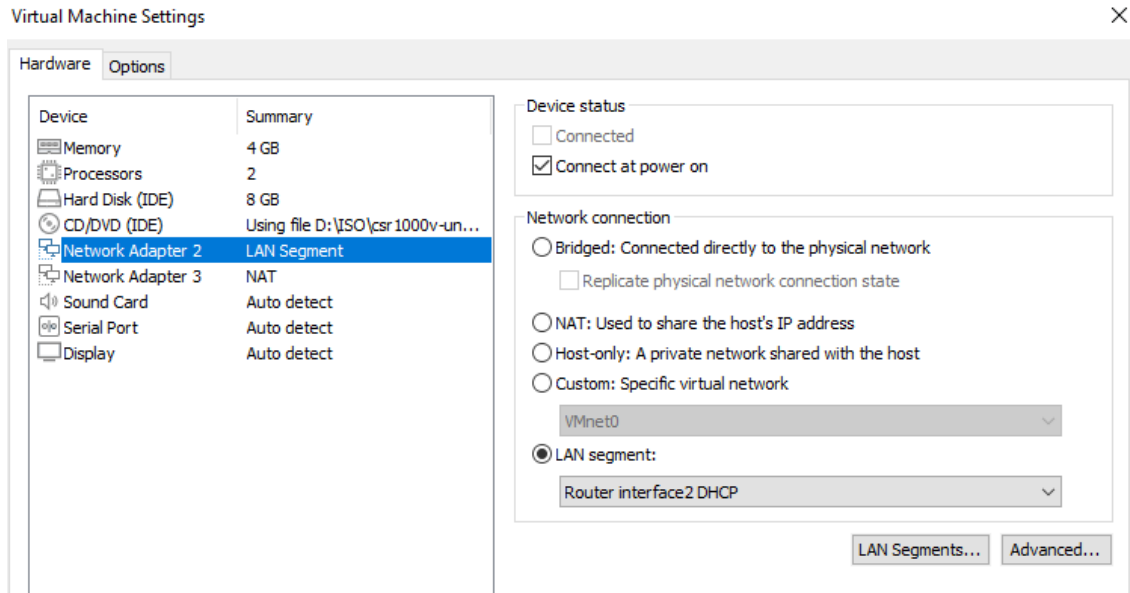 Virtual Machine Settings
Hardware Options
Device Summary
Memory 4 GB
Processors 2
Hard Disk (IDE) 8 GB
CD/DVD (IDE) Using file D:\ISO\csr1000v-un...
Network Adapter 2 LAN Segment
Network Adapter 3 NAT
Sound Card Auto detect
Serial Port Auto detect
Display Auto detect
Device status
Connected
Connect at power on
Network connection
Bridged: Connected directly to the physical network
Replicate physical network connection state
NAT: Used to share the host's IP address
Host-only: A private network shared with the host
Custom: Specific virtual network
VMnet0
LAN segment:
Router interface2 DHCP
LAN Segments... Advanced...